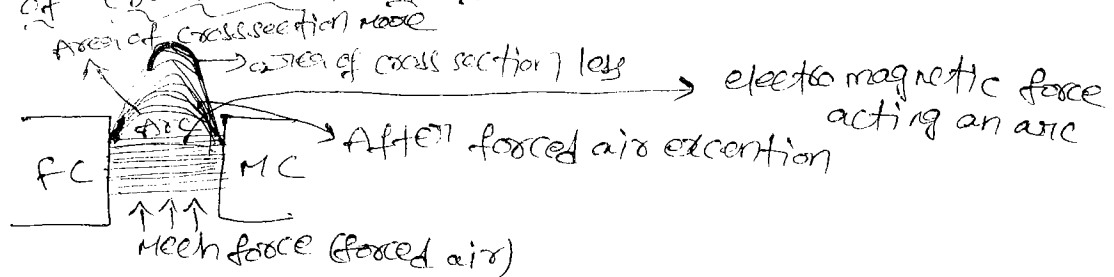 of
Area of crosssection more
area of cross section less
electro magnetic force
acting an arc
Arc
After forced air excention
FC
MC
Mech force (forced air)